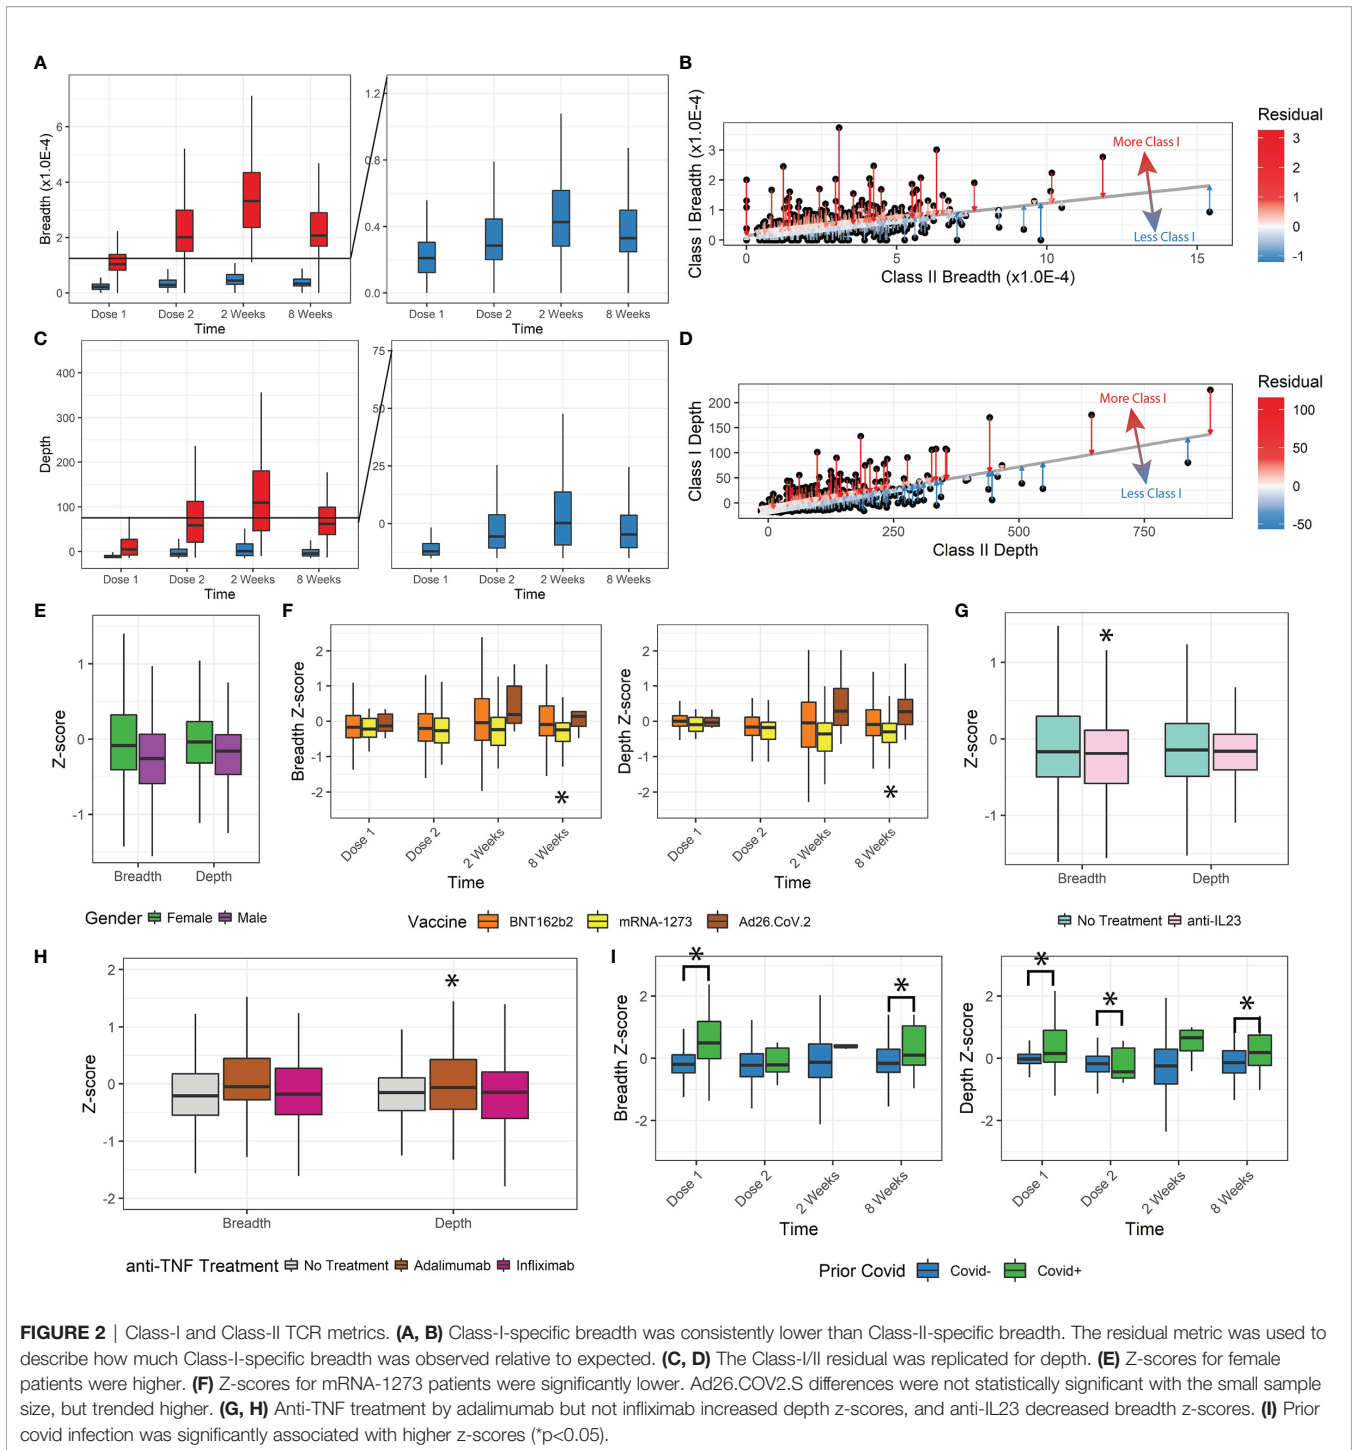 A
Breadth (x1.0E-4)
6
4
2
0
Dose 1
Dose 2
2 Weeks
8 Weeks
Time
1.2
0.8
0.4
0.0
Dose 1
Dose 2
2 Weeks
8 Weeks
Time
B
Class I Breadth (x1.0E-4)
3
2
1
0
0
5
10
15
Class II Breadth (x1.0E-4)
More Class I
Less Class I
Residual
3
2
1
0
-1
C
Depth
400
300
200
100
0
Dose 1
Dose 2
2 Weeks
8 Weeks
Time
75
50
25
0
Dose 1
Dose 2
2 Weeks
8 Weeks
Time
D
Class I Depth
200
150
100
50
0
0
250
500
750
Class II Depth
More Class I
Less Class I
Residual
100
50
0
-50
E
Z-score
1
0
-1
Breadth
Depth
Gender Female Male
F
Breadth Z-score
2
1
0
-1
-2
*
Dose 1
Dose 2
2 Weeks
8 Weeks
Time
Depth Z-score
2
1
0
-1
-2
*
Dose 1
Dose 2
2 Weeks
8 Weeks
Time
Vaccine BNT162b2 mRNA-1273 Ad26.CoV.2
G
Z-score
1
0
-1
*
Breadth
Depth
No Treatment anti-IL23
H
Z-score
2
1
0
-1
-2
*
Breadth
Depth
anti-TNF Treatment No Treatment Adalimumab Infliximab
I
Breadth Z-score
2
0
-2
*
*
Dose 1
Dose 2
2 Weeks
8 Weeks
Time
Depth Z-score
2
0
-2
*
*
*
Dose 1
Dose 2
2 Weeks
8 Weeks
Time
Prior Covid Covid- Covid+
FIGURE 2 | Class-I and Class-II TCR metrics. (A, B) Class-I-specific breadth was consistently lower than Class-II-specific breadth. The residual metric was used to
describe how much Class-I-specific breadth was observed relative to expected. (C, D) The Class-I/II residual was replicated for depth. (E) Z-scores for female
patients were higher. (F) Z-scores for mRNA-1273 patients were significantly lower. Ad26.COV2.S differences were not statistically significant with the small sample
size, but trended higher. (G, H) Anti-TNF treatment by adalimumab but not infliximab increased depth z-scores, and anti-IL23 decreased breadth z-scores. (I) Prior
covid infection was significantly associated with higher z-scores (*p<0.05).